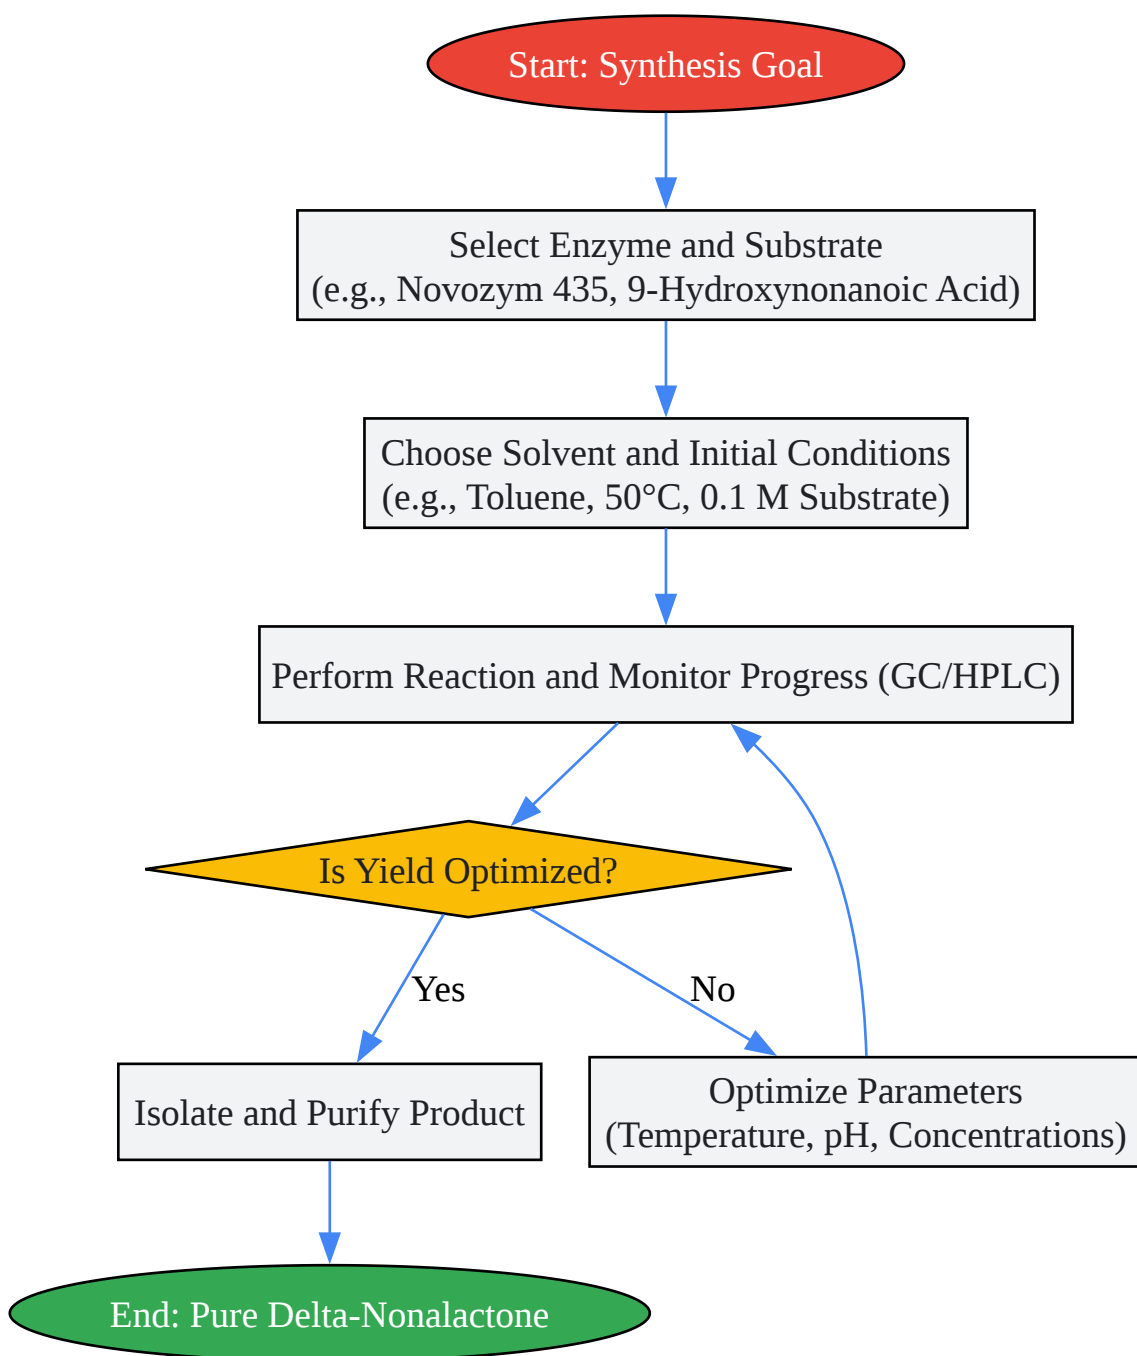 Start: Synthesis Goal
Select Enzyme and Substrate
(e.g., Novozym 435, 9-Hydroxynonanoic Acid)
Choose Solvent and Initial Conditions
(e.g., Toluene, 50°C, 0.1 M Substrate)
Perform Reaction and Monitor Progress (GC/HPLC)
Is Yield Optimized?
Yes
No
Isolate and Purify Product
Optimize Parameters
(Temperature, pH, Concentrations)
End: Pure Delta-Nonalactone